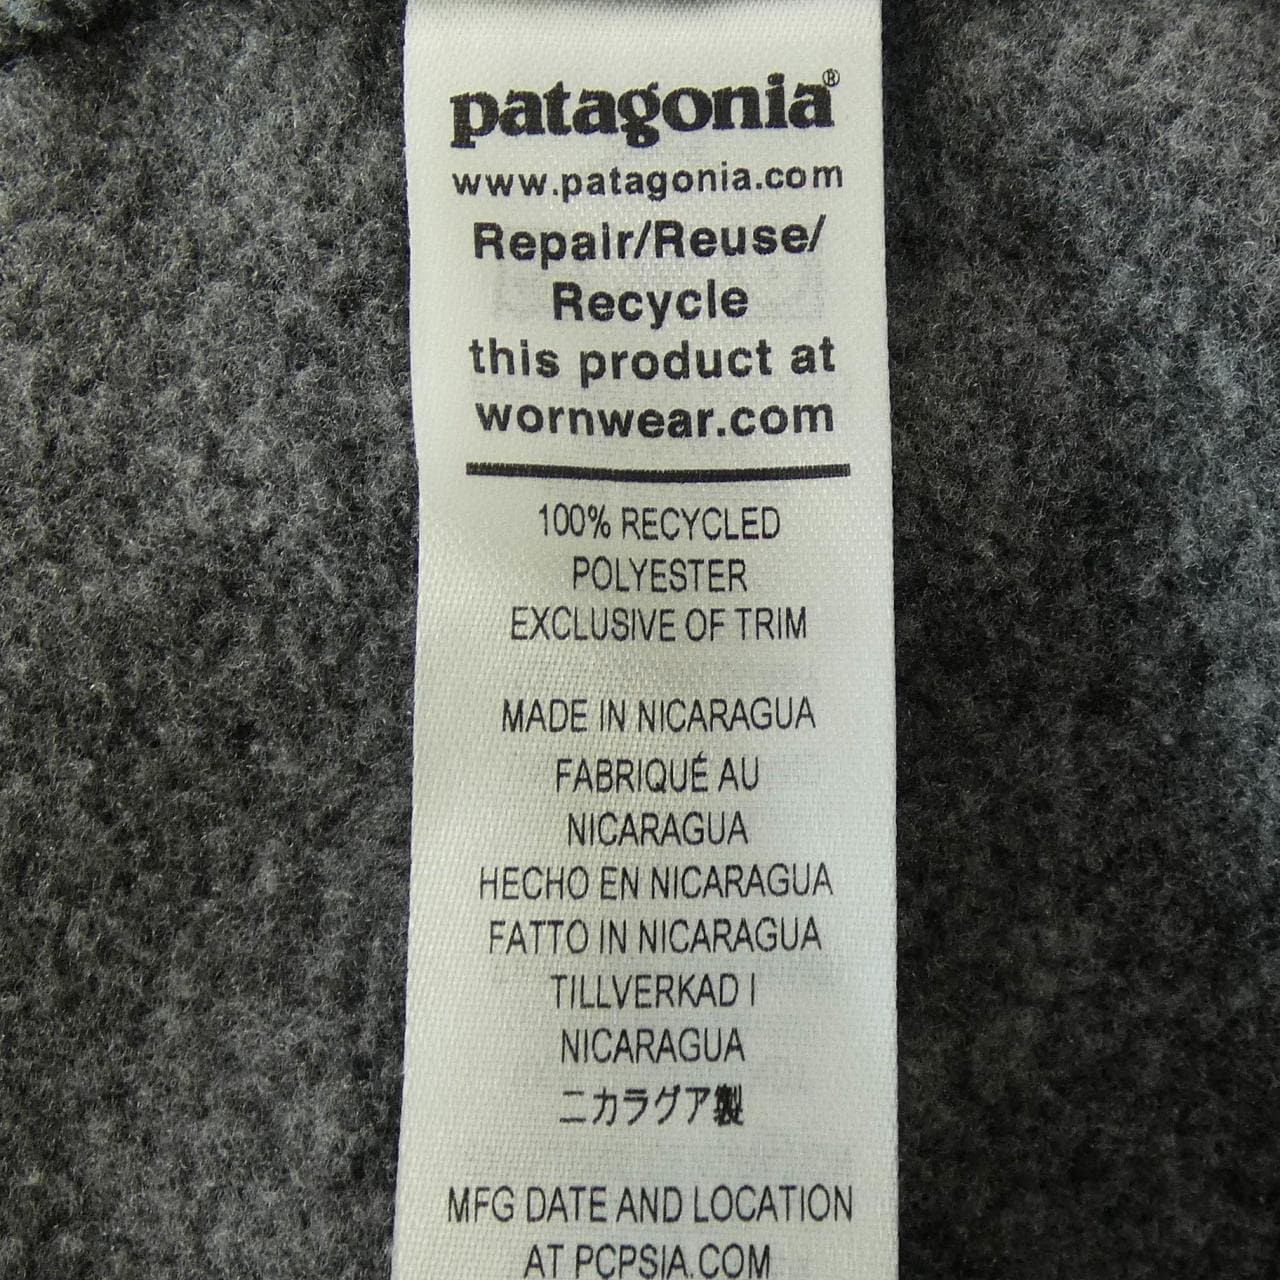 patagonia®
www.patagonia.com
Repair/Reuse/
Recycle
this product at
wornwear.com
100% RECYCLED
POLYESTER
EXCLUSIVE OF TRIM
MADE IN NICARAGUA
FABRIQUÉ AU
NICARAGUA
HECHO EN NICARAGUA
FATTO IN NICARAGUA
TILLVERKAD I
NICARAGUA
ニカラグア製
MFG DATE AND LOCATION
AT PCPSIA.COM